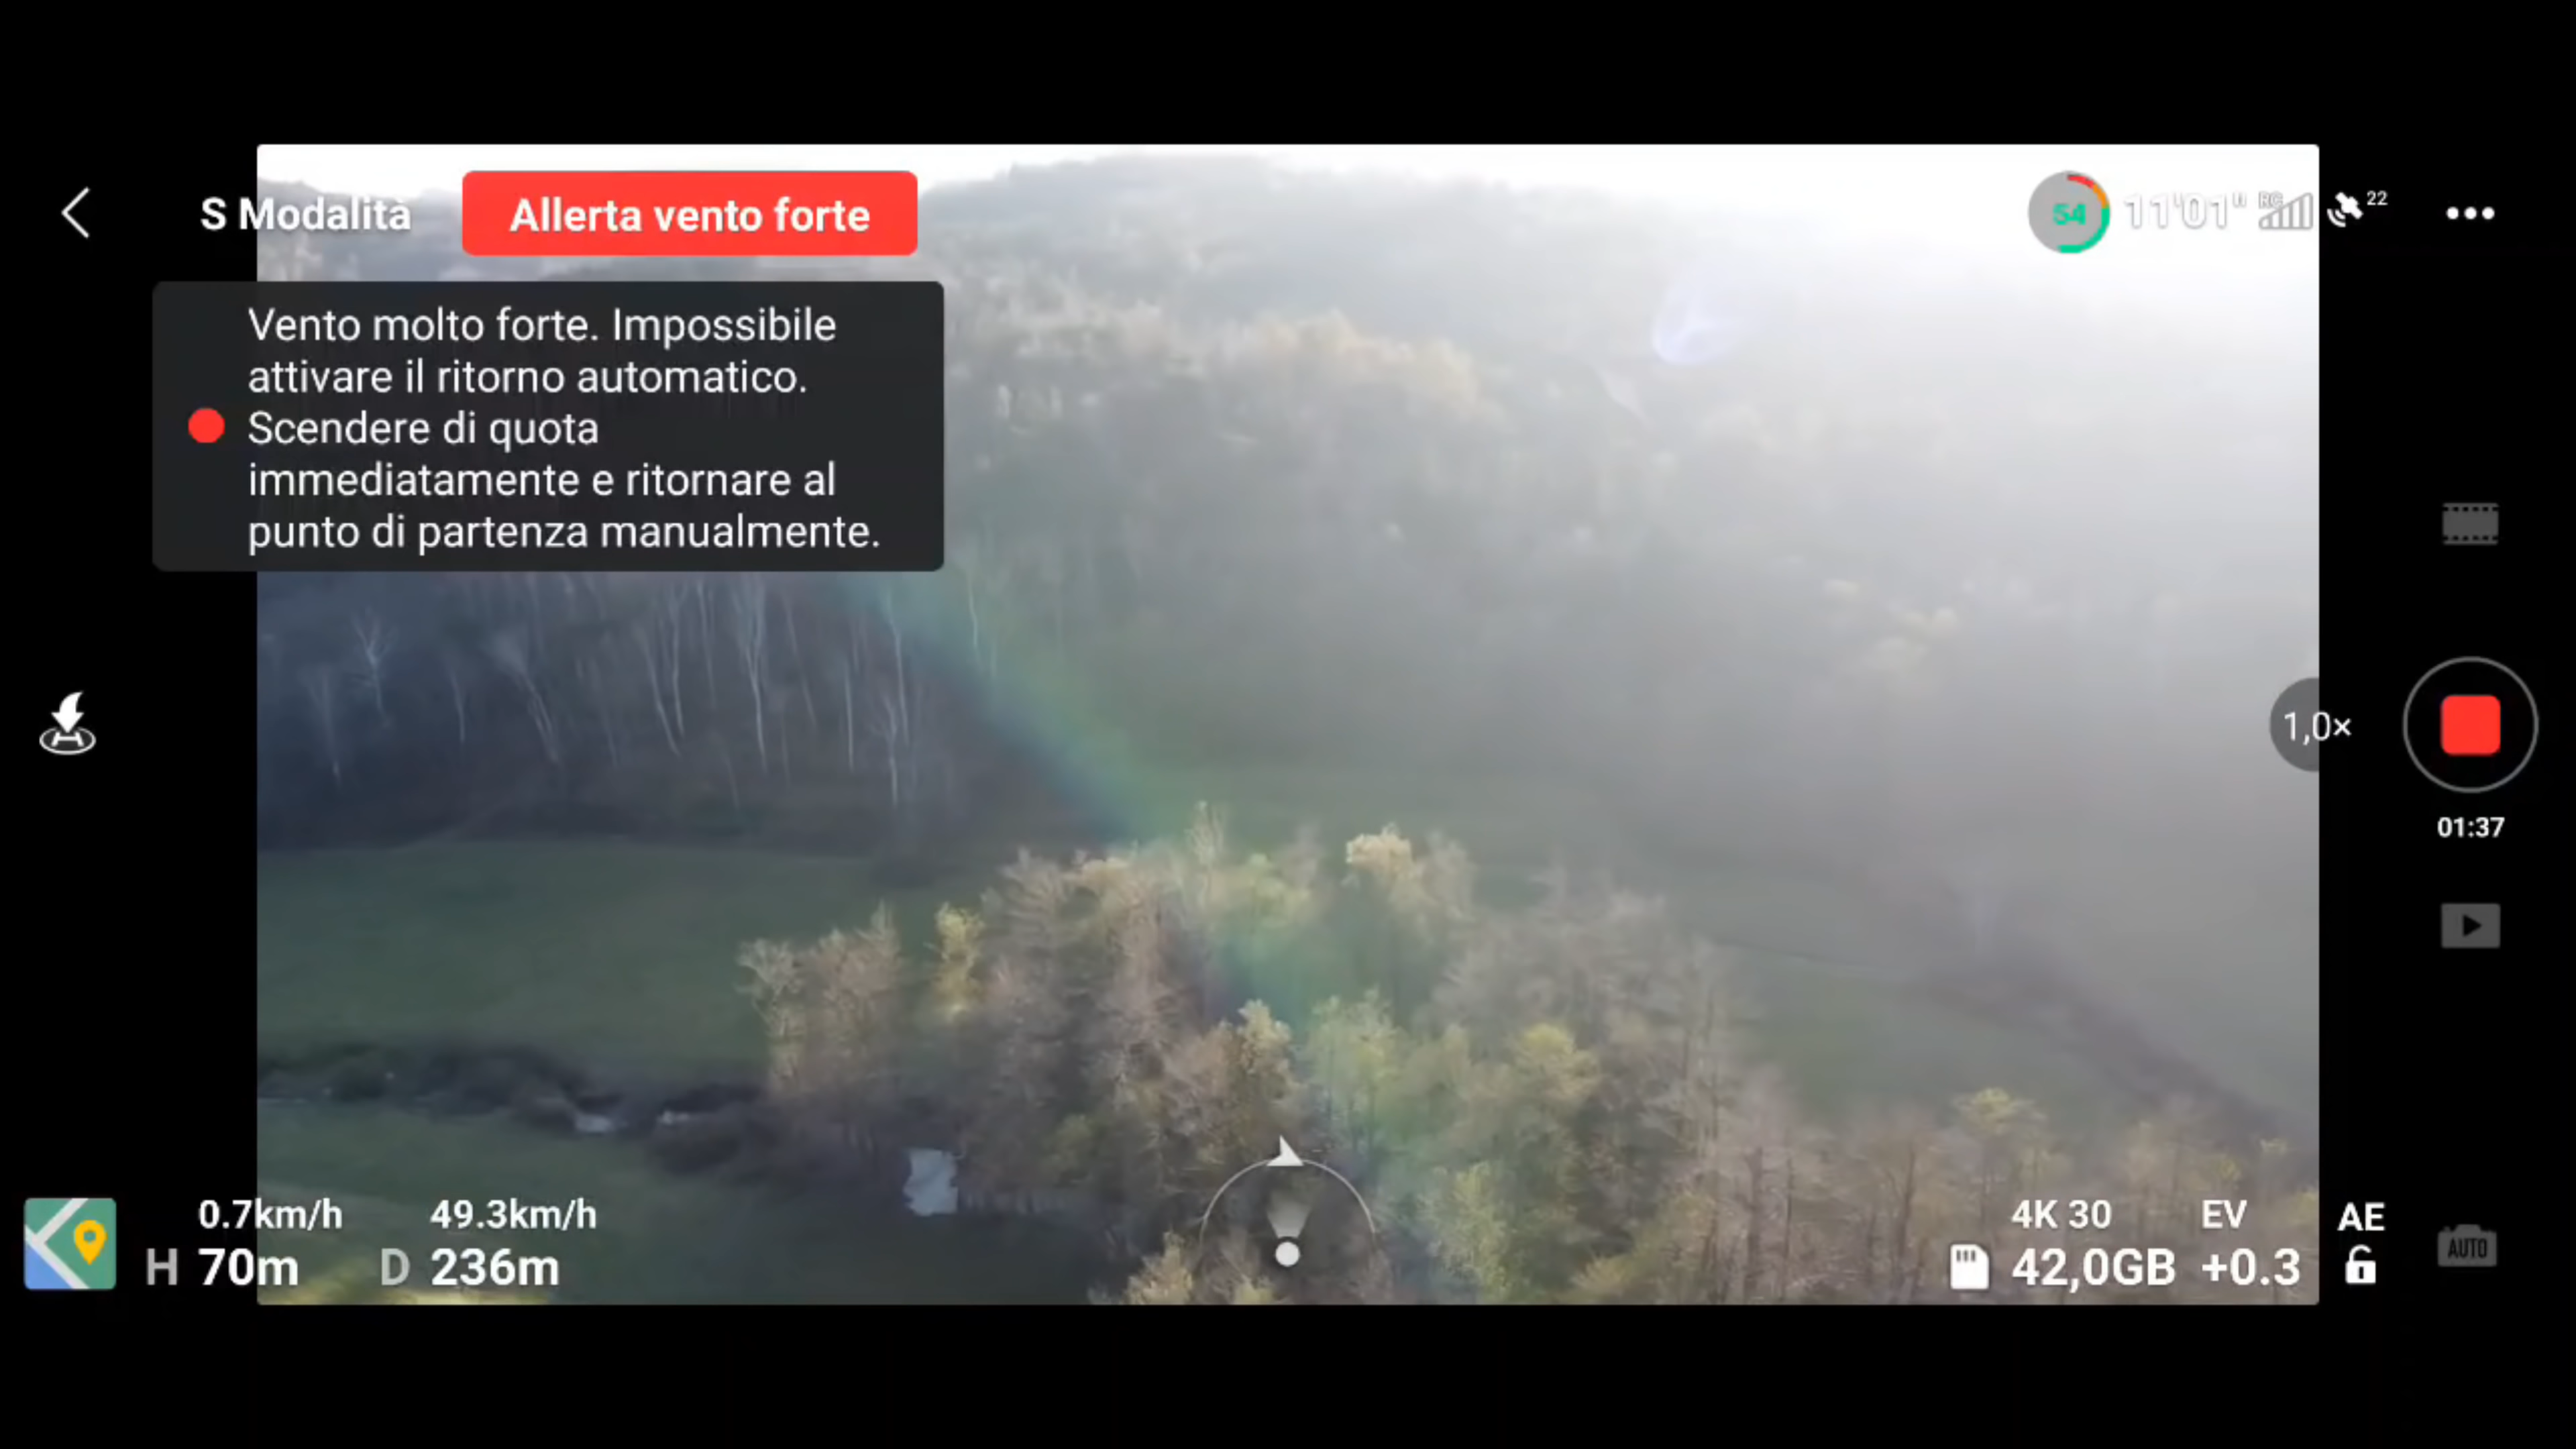 S Modalità
Allerta vento forte
54
11'01"
RC
22
Vento molto forte. Impossibile
attivare il ritorno automatico.
Scendere di quota
immediatamente e ritornare al
punto di partenza manualmente.
1,0×
01:37
0.7km/h
49.3km/h
H 70m
D 236m
4K 30
EV
AE
42,0GB
+0.3
AUTO